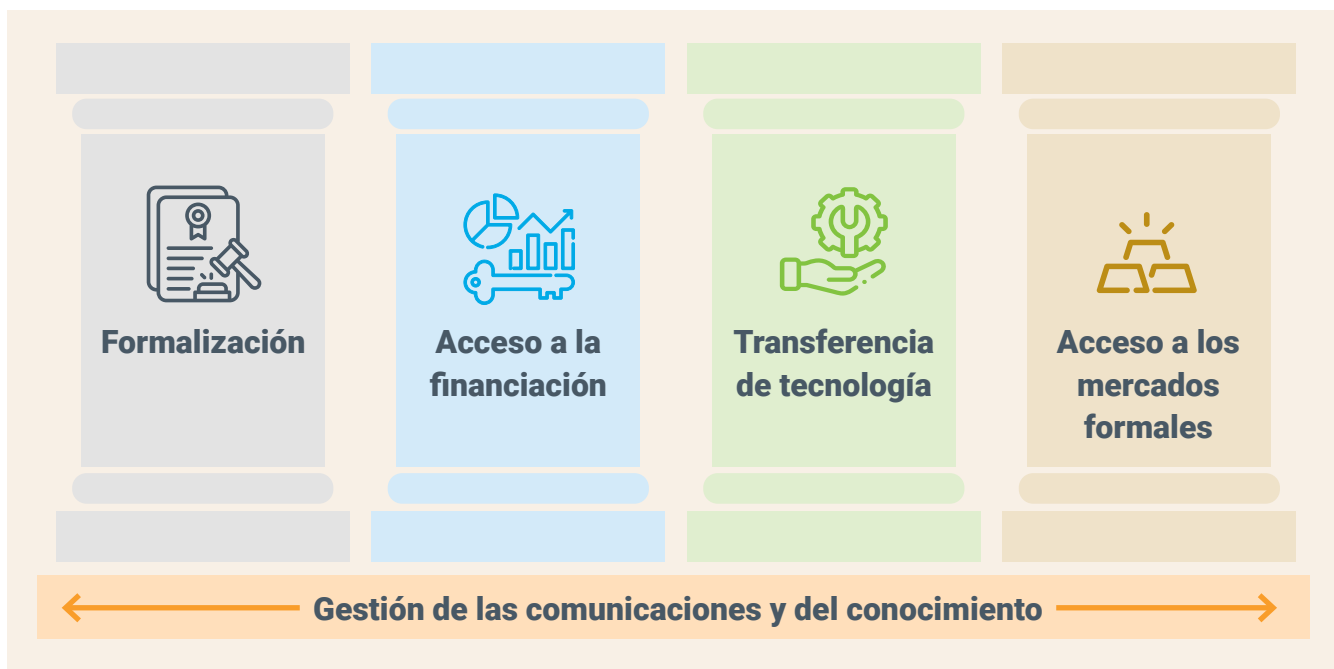 Formalización
Acceso a la
financiación
Transferencia
de tecnología
Acceso a los
mercados
formales
Gestión de las comunicaciones y del conocimiento